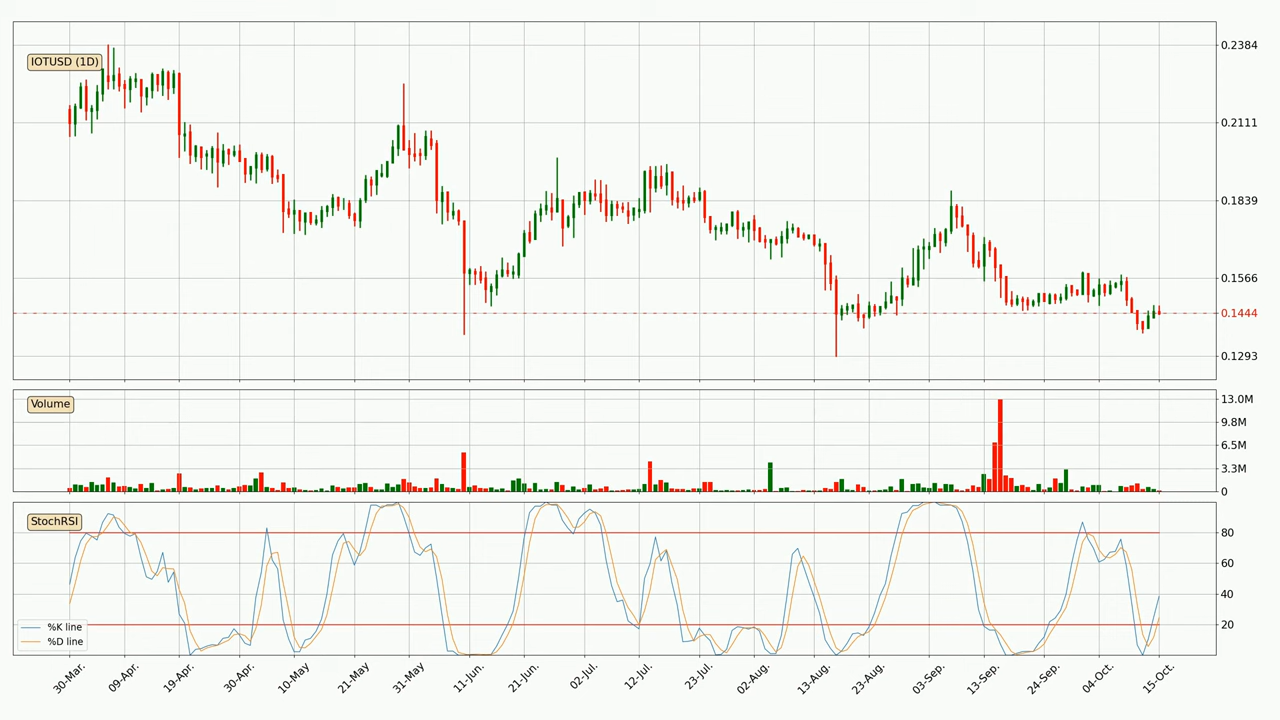 IOTUSD (1D)
0.2384
0.2111
0.1839
0.1566
0.1444
0.1293
Volume
13.0M
9.8M
6.5M
3.3M
0
StochRSI
80
60
40
20
%K line
%D line
30-Mar.
09-Apr.
19-Apr.
30-Apr.
10-May
21-May
31-May
11-Jun.
21-Jun.
02-Jul.
12-Jul.
23-Jul.
02-Aug.
13-Aug.
23-Aug.
03-Sep.
13-Sep.
24-Sep.
04-Oct.
15-Oct.